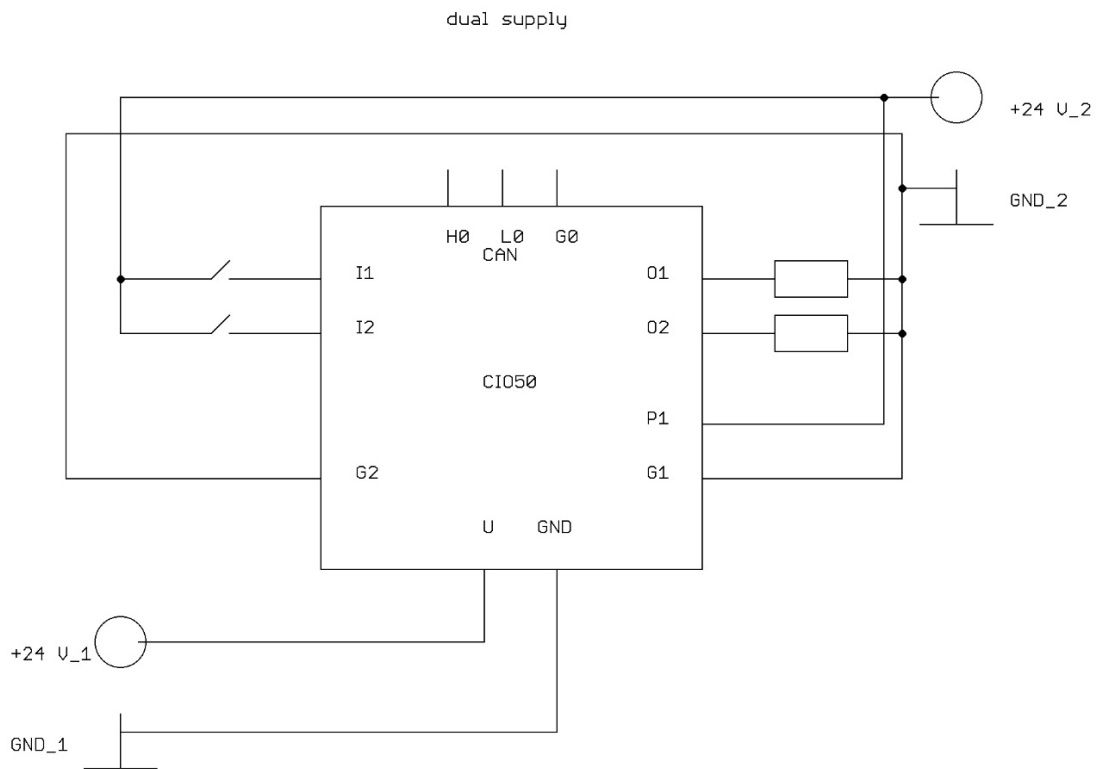 dual supply
+24 V_2
GND_2
H0 L0 G0
CAN
I1 O1
I2 O2
CIO50
P1
G2 G1
U GND
+24 V_1
GND_1